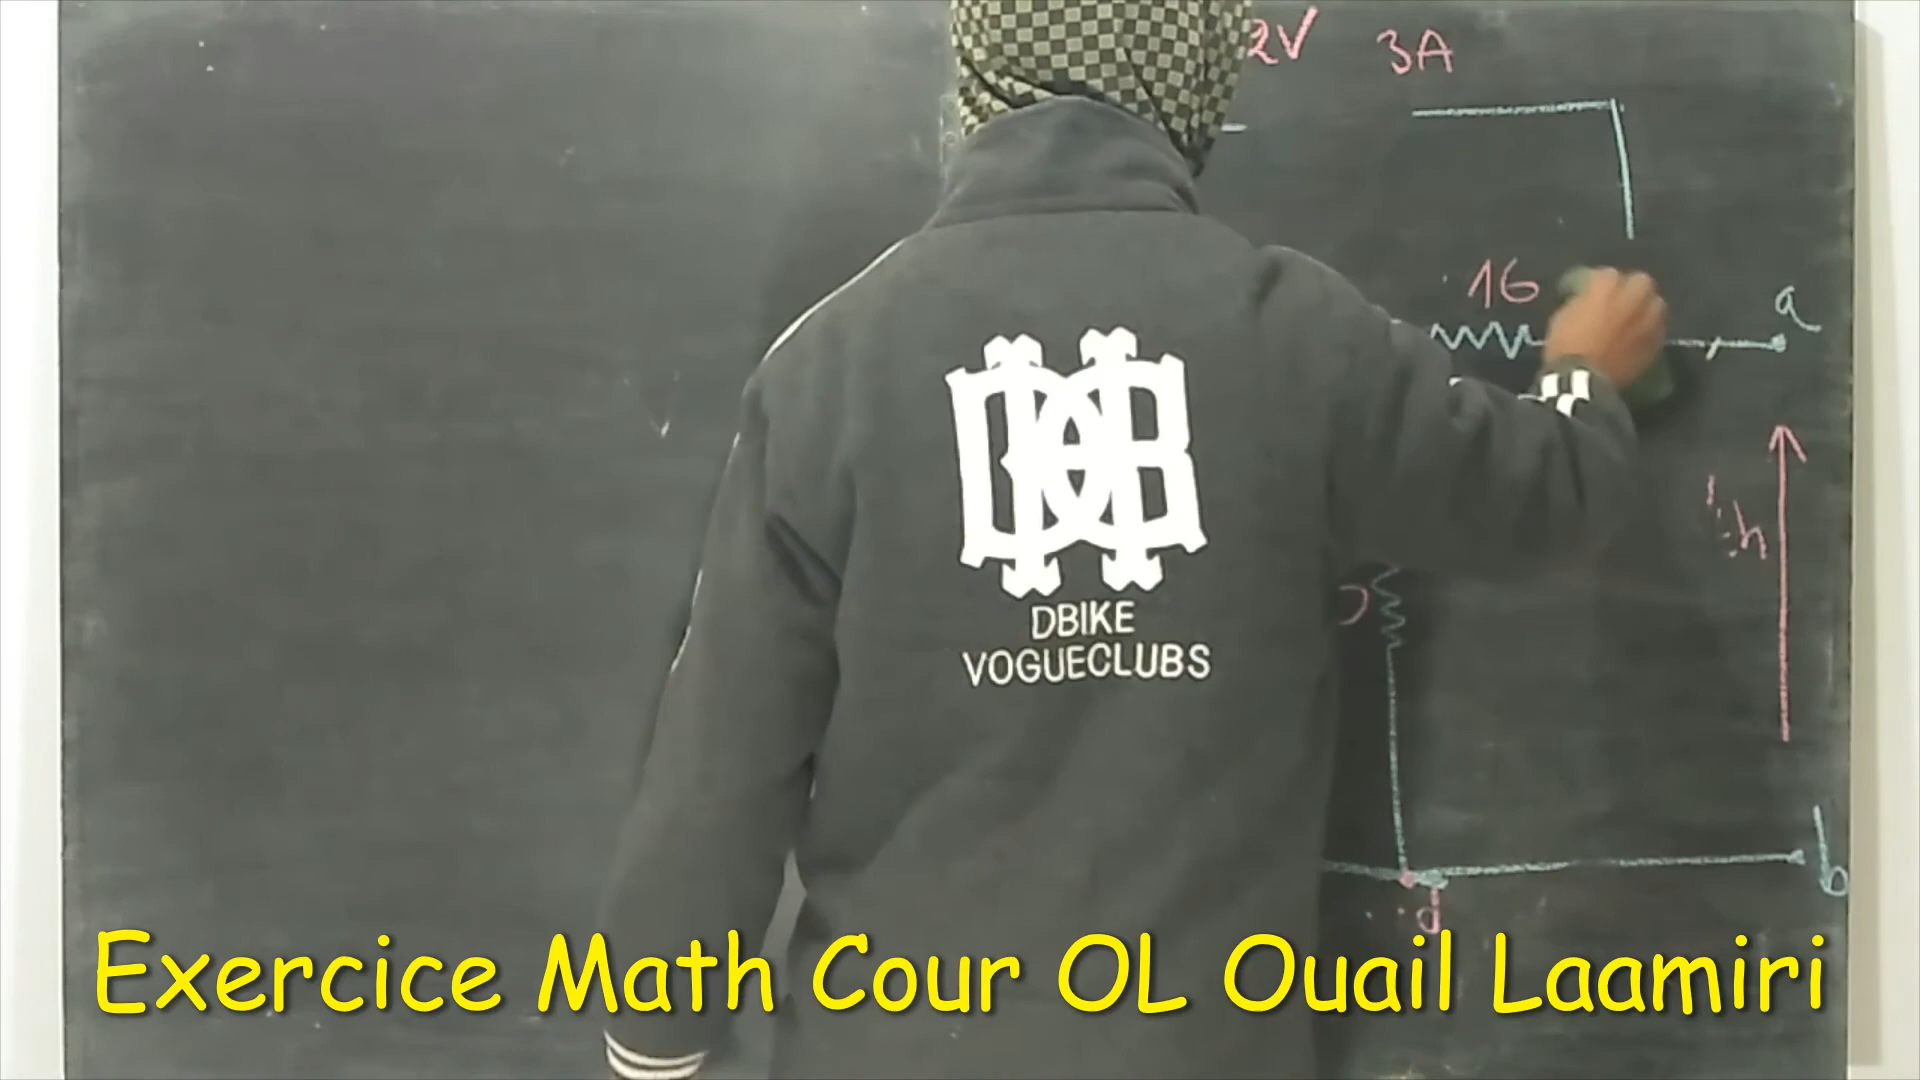 2V 3A
16
a
h
DBIKE
VOGUECLUBS
b
d
Exercice Math Cour OL Ouail Laamiri